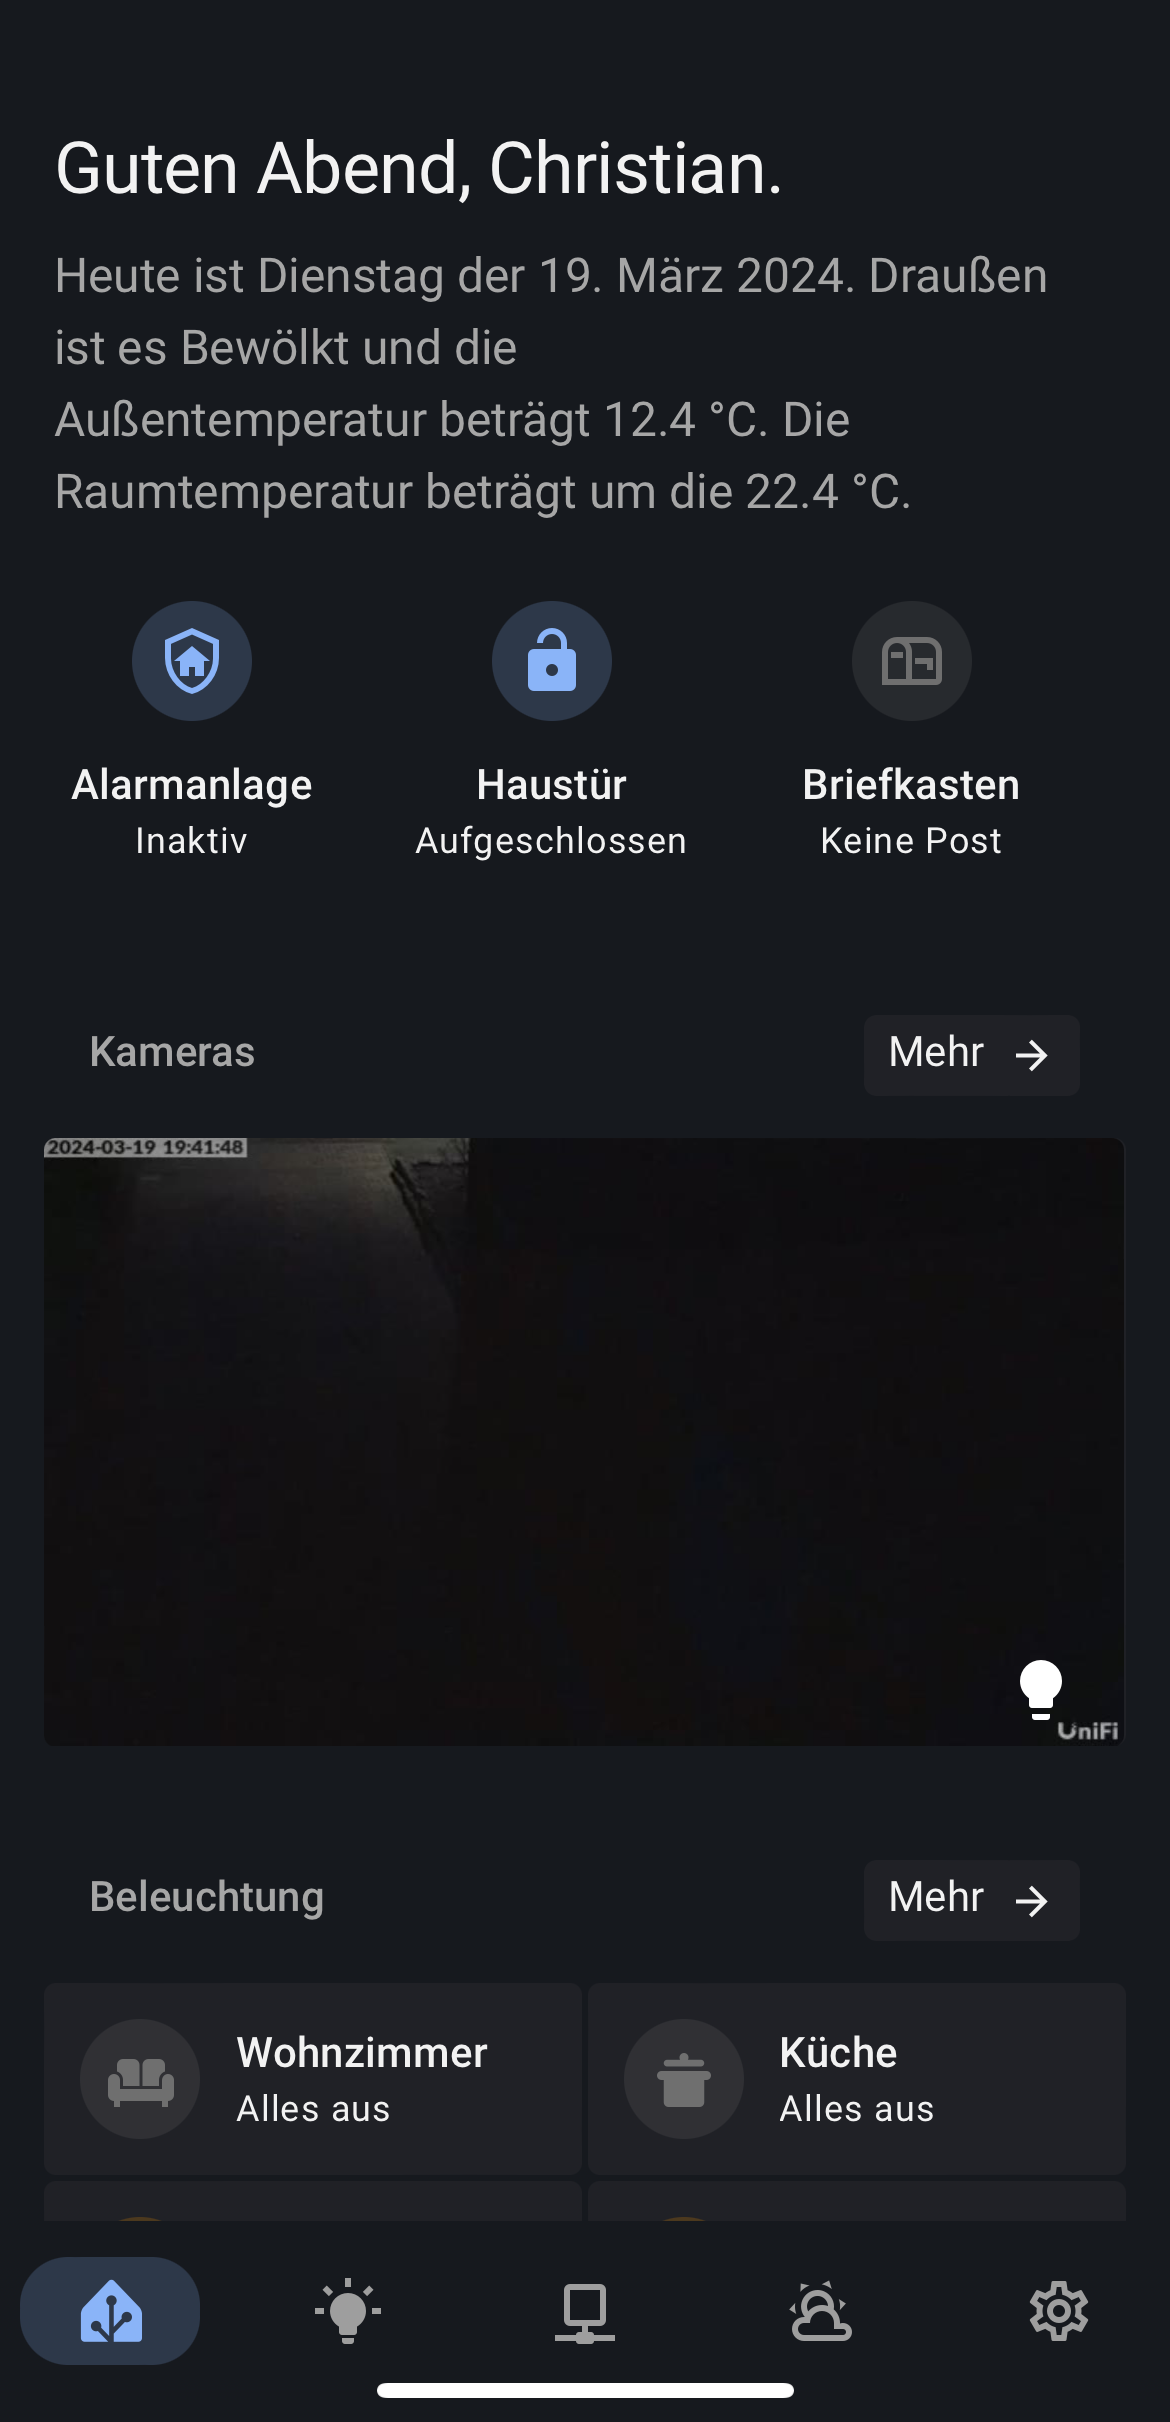 Guten Abend, Christian.
Heute ist Dienstag der 19. März 2024. Draußen
ist es Bewölkt und die
Außentemperatur beträgt 12.4 °C. Die
Raumtemperatur beträgt um die 22.4 °C.
Alarmanlage
Inaktiv
Haustür
Aufgeschlossen
Briefkasten
Keine Post
Kameras
Mehr
2024-03-19 19:41:48
UniFi
Beleuchtung
Mehr
Wohnzimmer
Alles aus
Küche
Alles aus